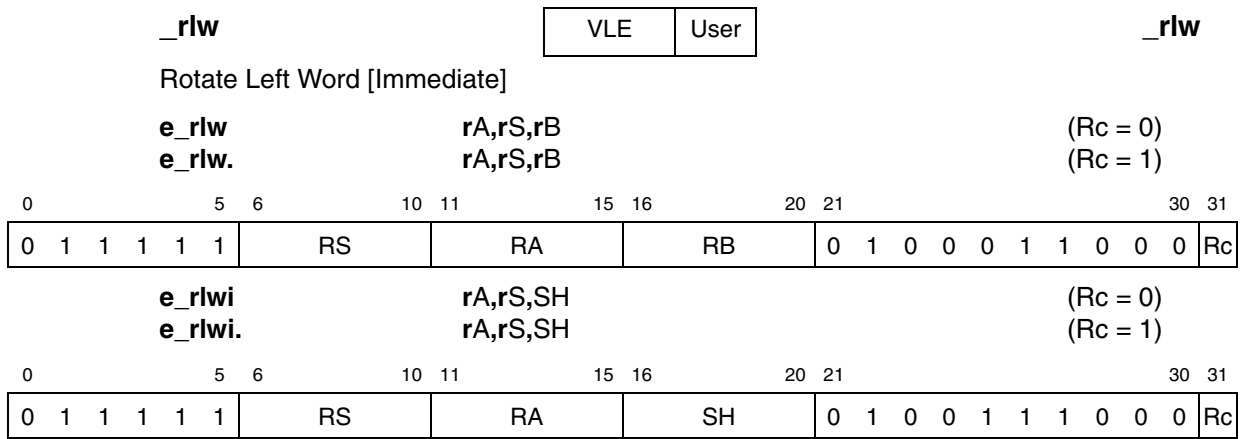 _rlw VLE User _rlw
Rotate Left Word [Immediate]
e_rlw rA,rS,rB (Rc = 0)
e_rlw. rA,rS,rB (Rc = 1)
0 5 6 10 11 15 16 20 21 30 31
0 1 1 1 1 1 RS RA RB 0 1 0 0 0 1 1 0 0 0 Rc
e_rlwi rA,rS,SH (Rc = 0)
e_rlwi. rA,rS,SH (Rc = 1)
0 5 6 10 11 15 16 20 21 30 31
0 1 1 1 1 1 RS RA SH 0 1 0 0 1 1 1 0 0 0 Rc